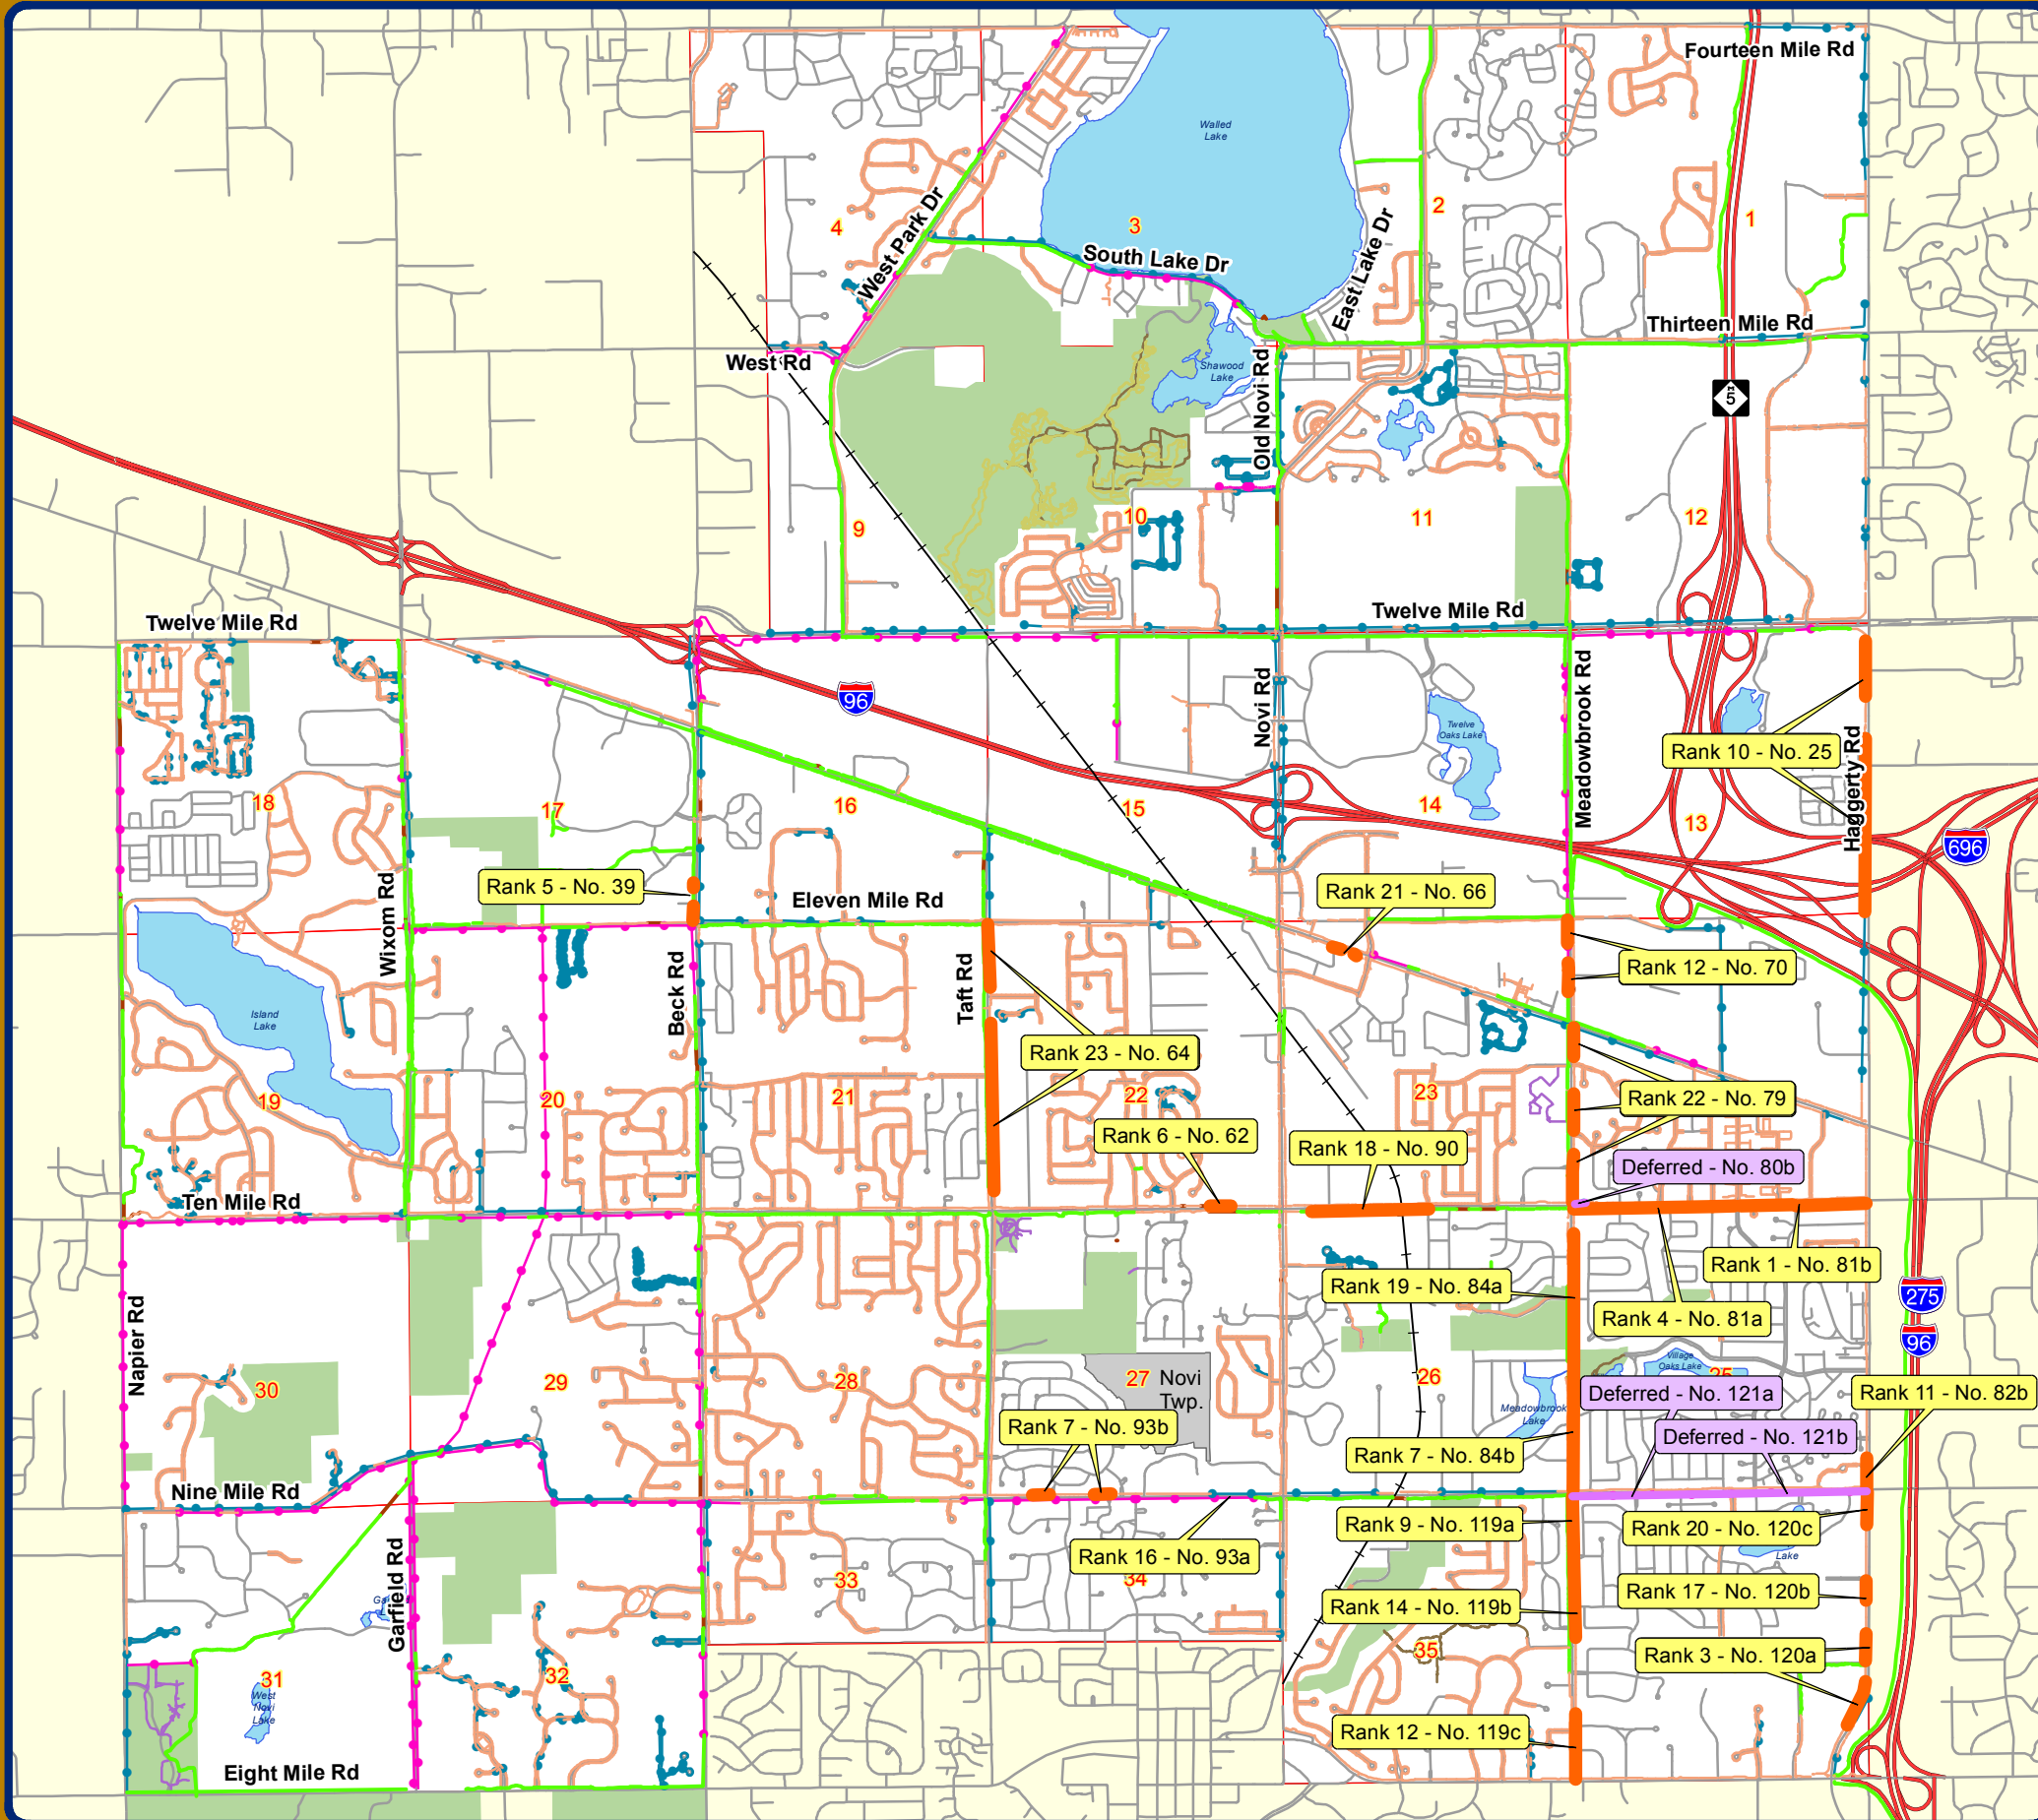 Fourteen Mile Rd
Walled
Lake
4
3
2
1
West Park Dr
South Lake Dr
East Lake Dr
Thirteen Mile Rd
West Rd
Shawood
Lake
Old Novi Rd
M
5
9
10
11
12
Twelve Mile Rd
Twelve Mile Rd
96
Novi Rd
Twelve
Oaks Lake
Meadowbrook Rd
Rank 10 - No. 25
Haggerty Rd
18
17
16
15
14
13
696
Rank 5 - No. 39
Eleven Mile Rd
Rank 21 - No. 66
Wixom Rd
Beck Rd
Taft Rd
Rank 12 - No. 70
Island
Lake
Rank 23 - No. 64
19
20
21
22
23
Rank 22 - No. 79
Rank 6 - No. 62
Rank 18 - No. 90
Deferred - No. 80b
Ten Mile Rd
Rank 1 - No. 81b
Rank 19 - No. 84a
275
Rank 4 - No. 81a
96
Napier Rd
Village
Oaks Lake
30
29
28
27
Novi
Twp.
26
25
Deferred - No. 121a
Rank 11 - No. 82b
Meadowbrook
Lake
Rank 7 - No. 93b
Rank 7 - No. 84b
Deferred - No. 121b
Nine Mile Rd
Rank 9 - No. 119a
Rank 20 - No. 120c
Garfield Rd
Rank 16 - No. 93a
Lake
33
34
Rank 17 - No. 120b
Rank 14 - No. 119b
35
Rank 3 - No. 120a
31
32
West
Novi
Lake
Rank 12 - No. 119c
Eight Mile Rd